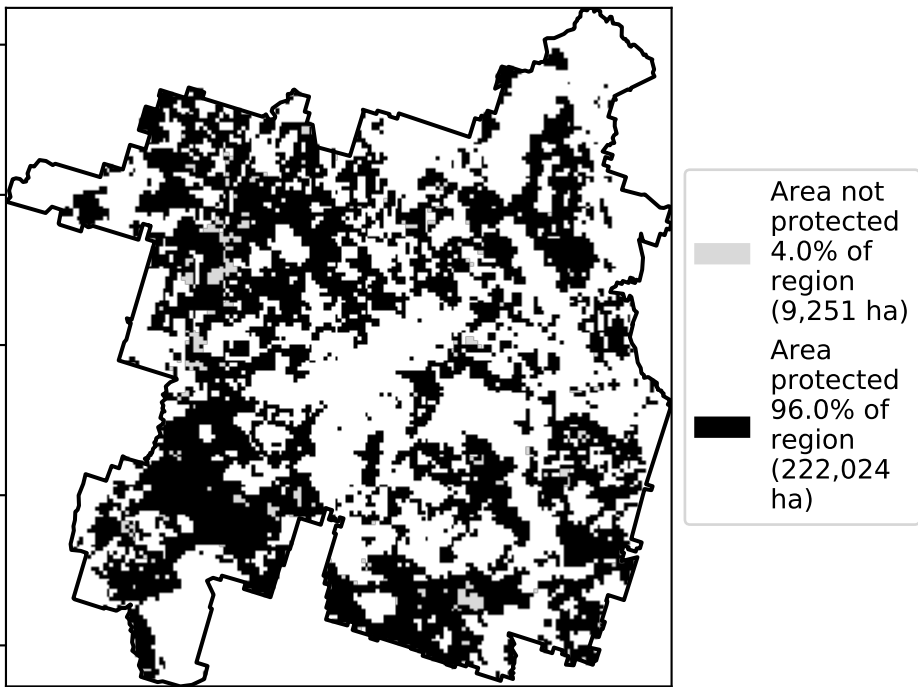 Area not
protected
4.0% of
region
(9,251 ha)
Area
protected
96.0% of
region
(222,024
ha)